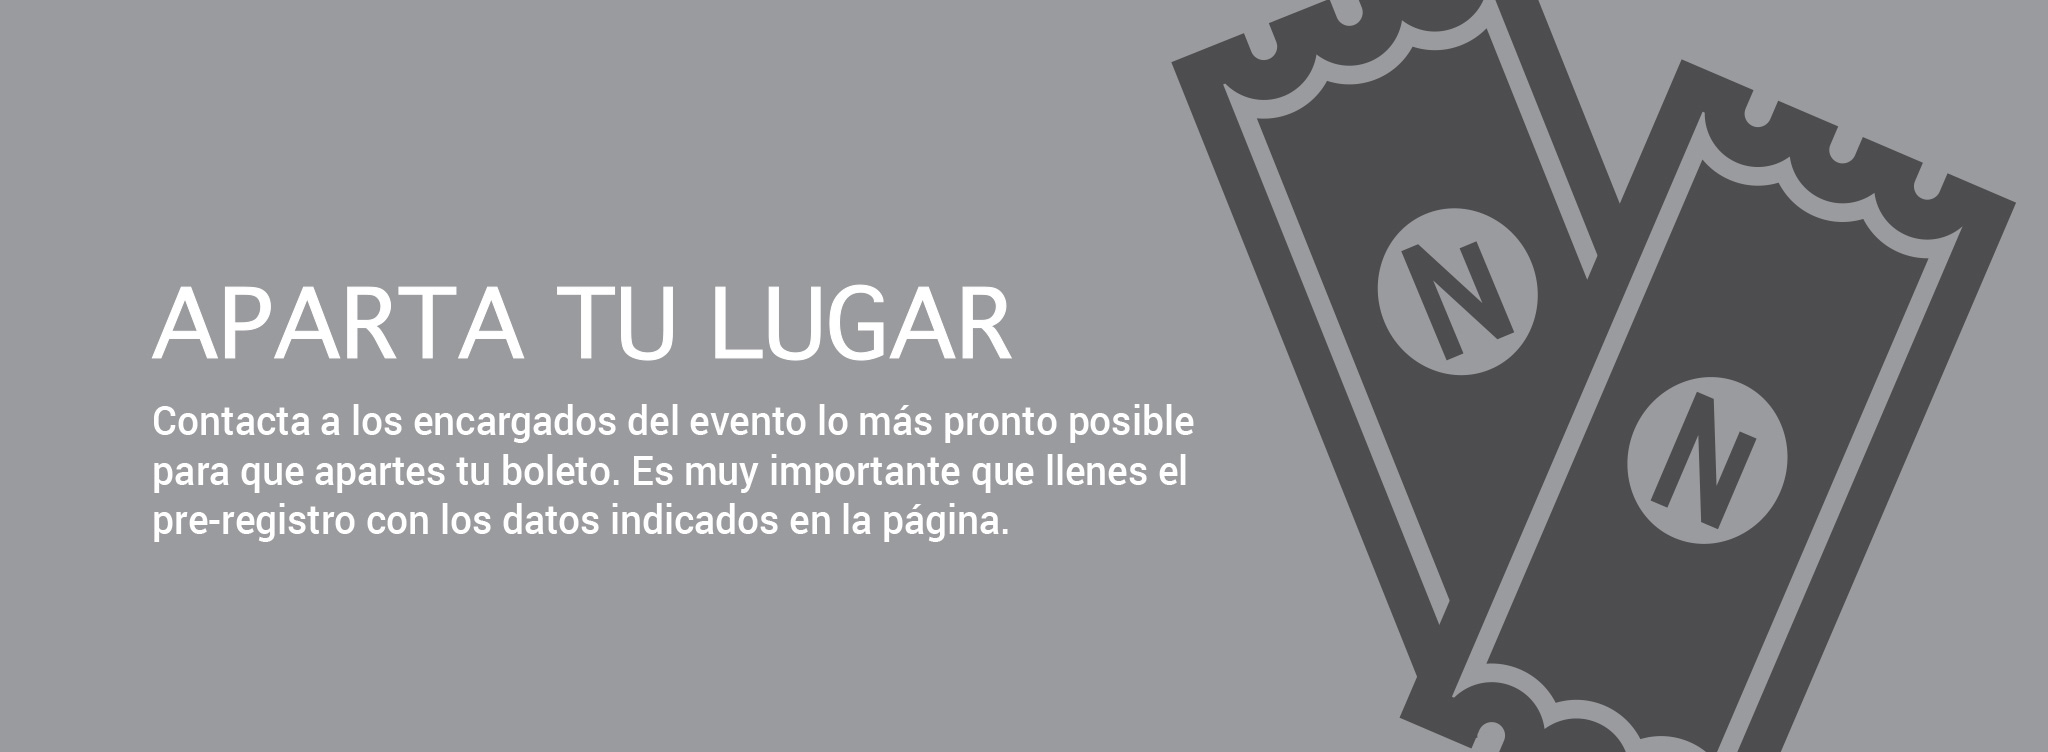 APARTA TU LUGAR
Contacta a los encargados del evento lo más pronto posible
para que apartes tu boleto. Es muy importante que llenes el
pre-registro con los datos indicados en la página.
N
N